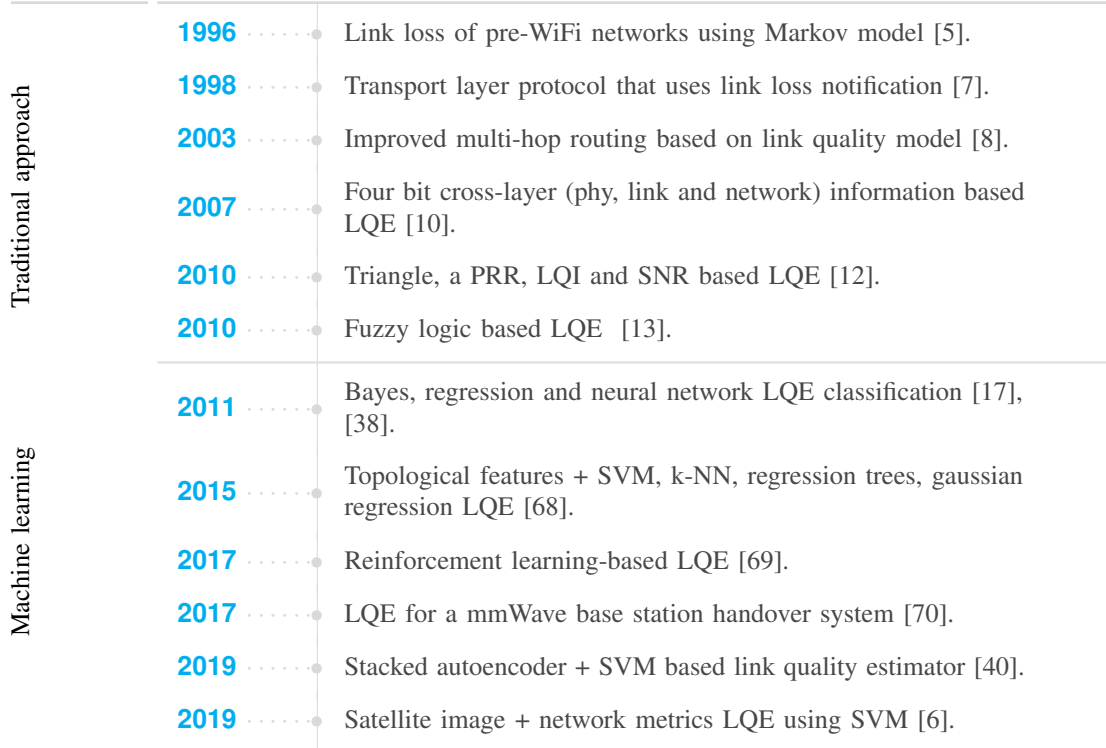 Traditional approach
1996 Link loss of pre-WiFi networks using Markov model [5].
1998 Transport layer protocol that uses link loss notification [7].
2003 Improved multi-hop routing based on link quality model [8].
2007 Four bit cross-layer (phy, link and network) information based
LQE [10].
2010 Triangle, a PRR, LQI and SNR based LQE [12].
2010 Fuzzy logic based LQE [13].
Machine learning
2011 Bayes, regression and neural network LQE classification [17],
[38].
2015 Topological features + SVM, k-NN, regression trees, gaussian
regression LQE [68].
2017 Reinforcement learning-based LQE [69].
2017 LQE for a mmWave base station handover system [70].
2019 Stacked autoencoder + SVM based link quality estimator [40].
2019 Satellite image + network metrics LQE using SVM [6].